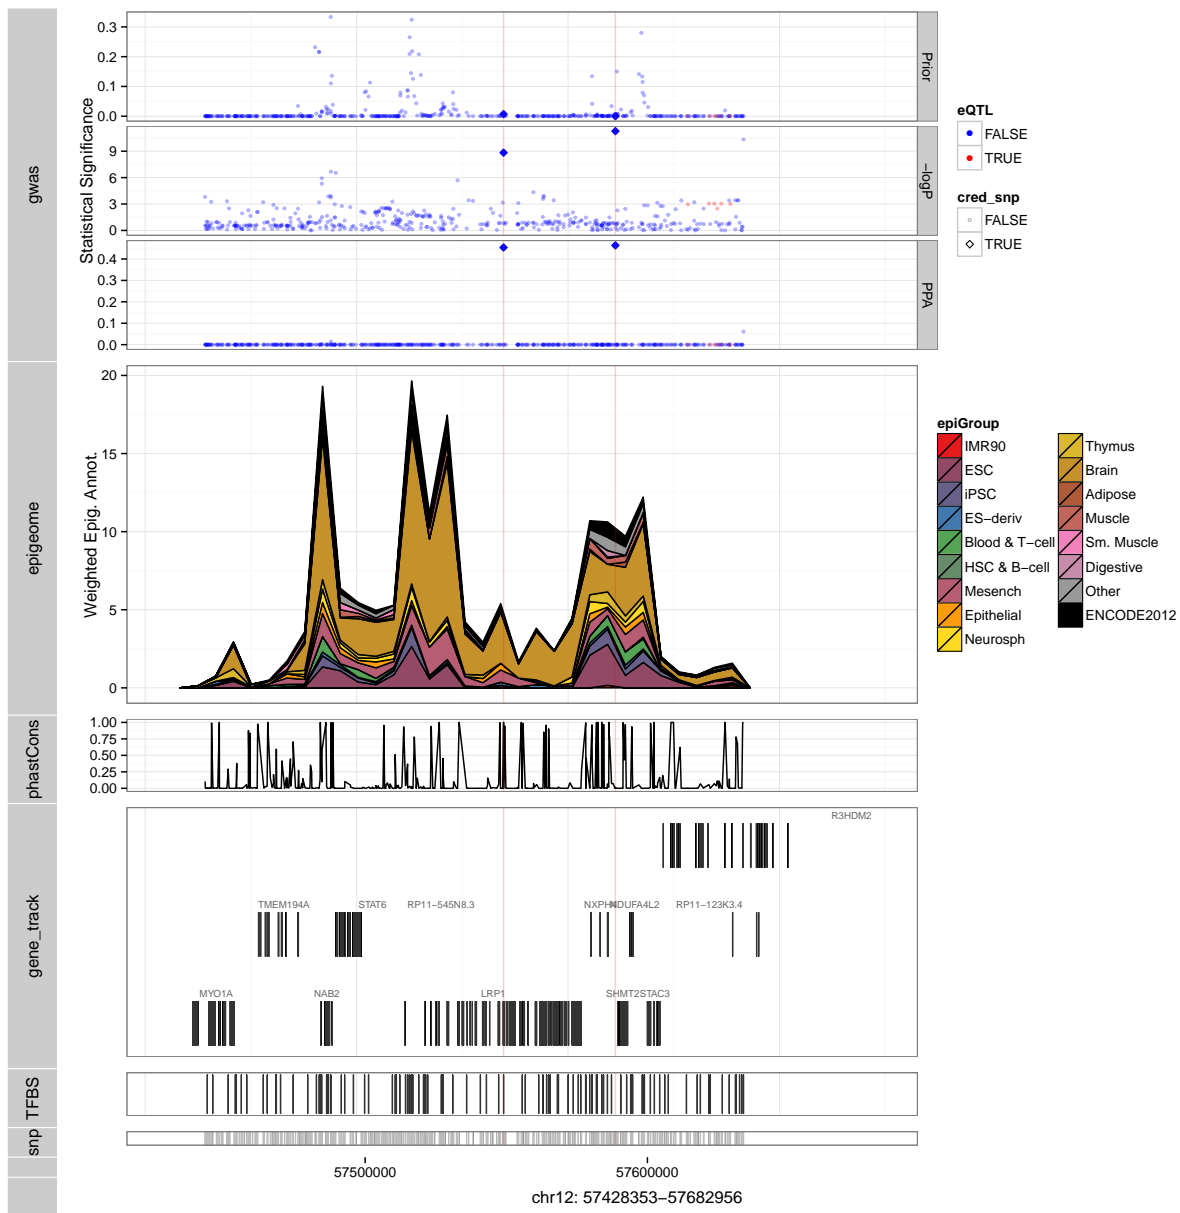 gwas
Statistical Significance
0.3
0.2
0.1
0.0
Prior
9
6
3
0
−logP
0.4
0.3
0.2
0.1
0.0
PPA
eQTL
FALSE
TRUE
cred_snp
FALSE
TRUE
epigeome
Weighted Epig. Annot.
20
15
10
5
0
epiGroup
IMR90
ESC
iPSC
ES−deriv
Blood & T−cell
HSC & B−cell
Mesench
Epithelial
Neurosph
Thymus
Brain
Adipose
Muscle
Sm. Muscle
Digestive
Other
ENCODE2012
phastCons
1.00
0.75
0.50
0.25
0.00
gene_track
R3HDM2
TMEM194A STAT6 RP11−545N8.3 NXPH4 NDUFA4L2 RP11−123K3.4
MYO1A NAB2 LRP1 SHMT2 STAC3
TFBS
snp
57500000 57600000
chr12: 57428353−57682956